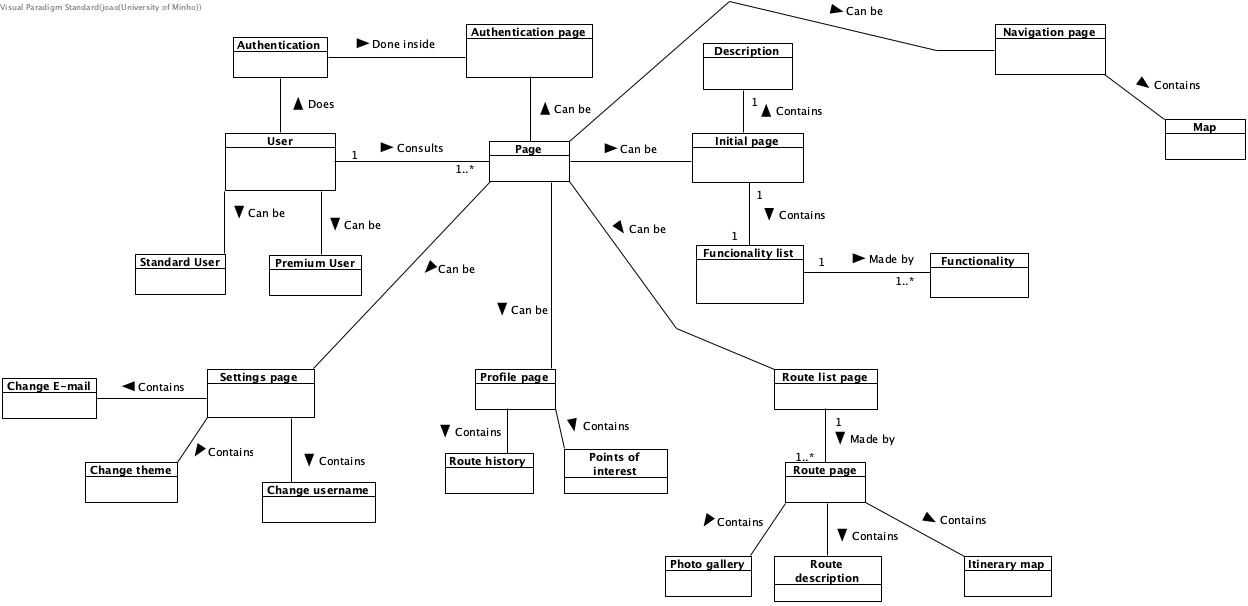 Visual Paradigm Standard(joao(University of Minho))
Can be
Authentication page
Navigation page
Authentication
Done inside
Description
Contains
1
Does
Can be
Contains
Map
User
Page
Initial page
1
Consults
Can be
1..*
1
Can be
Contains
Can be
Can be
1
Funcionality list
Standard User
Premium User
1
Made by
Functionality
Can be
1..*
Can be
Settings page
Profile page
Route list page
Change E-mail
Contains
1
Contains
Contains
Made by
Contains
1..*
Points of
interest
Contains
Route history
Change theme
Route page
Change username
Contains
Contains
Contains
Photo gallery
Route
description
Itinerary map